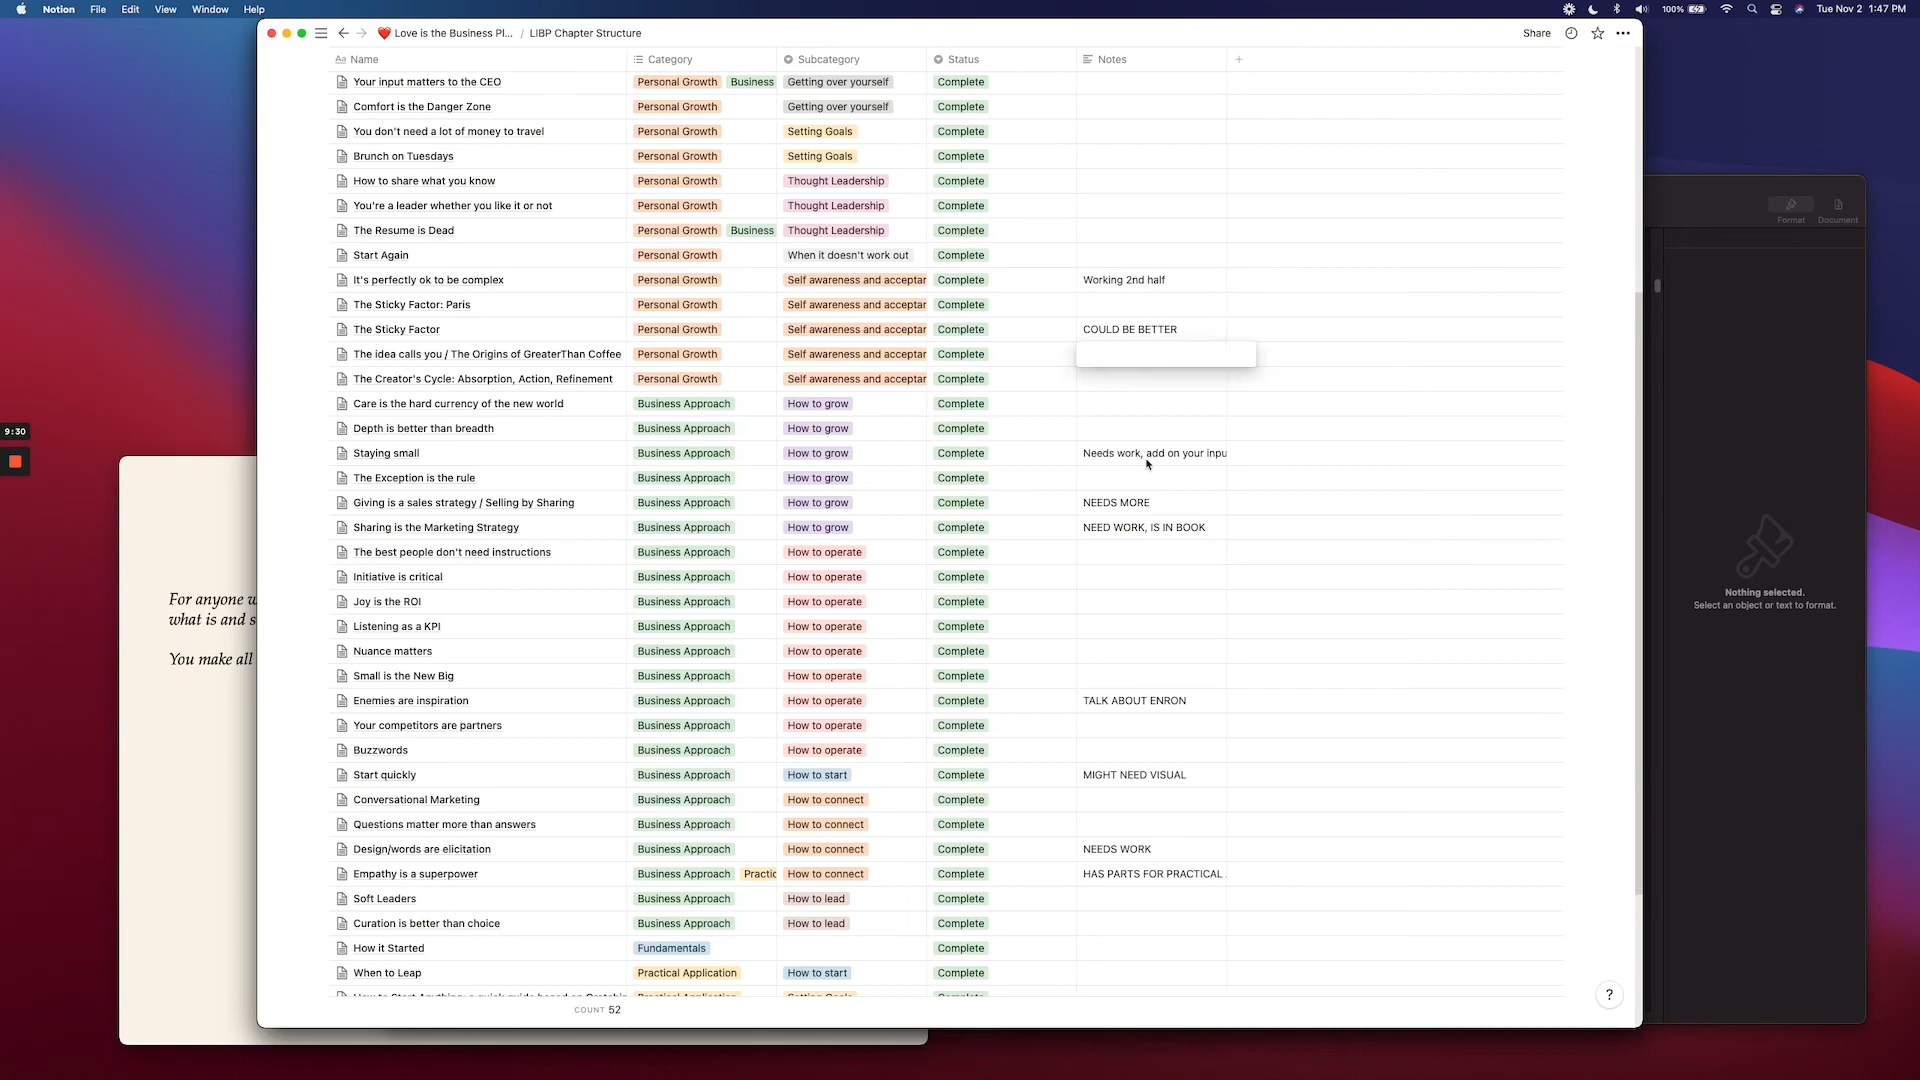 Notion File Edit View Window Help 100% Tue Nov 2 1:47 PM
Love is the Business Pl... / LIBP Chapter Structure Share
Aa Name Category Subcategory Status Notes +
Your input matters to the CEO Personal Growth Business Getting over yourself Complete
Comfort is the Danger Zone Personal Growth Getting over yourself Complete
You don't need a lot of money to travel Personal Growth Setting Goals Complete
Brunch on Tuesdays Personal Growth Setting Goals Complete
How to share what you know Personal Growth Thought Leadership Complete
You're a leader whether you like it or not Personal Growth Thought Leadership Complete
The Resume is Dead Personal Growth Business Thought Leadership Complete
Start Again Personal Growth When it doesn't work out Complete
It's perfectly ok to be complex Personal Growth Self awareness and acceptar Complete Working 2nd half
The Sticky Factor: Paris Personal Growth Self awareness and acceptar Complete
The Sticky Factor Personal Growth Self awareness and acceptar Complete COULD BE BETTER
The idea calls you / The Origins of GreaterThan Coffee Personal Growth Self awareness and acceptar Complete
The Creator's Cycle: Absorption, Action, Refinement Personal Growth Self awareness and acceptar Complete
Care is the hard currency of the new world Business Approach How to grow Complete
Depth is better than breadth Business Approach How to grow Complete
Staying small Business Approach How to grow Complete Needs work, add on your inpu
The Exception is the rule Business Approach How to grow Complete
Giving is a sales strategy / Selling by Sharing Business Approach How to grow Complete NEEDS MORE
Sharing is the Marketing Strategy Business Approach How to grow Complete NEED WORK, IS IN BOOK
The best people don't need instructions Business Approach How to operate Complete
Initiative is critical Business Approach How to operate Complete
Joy is the ROI Business Approach How to operate Complete
Listening as a KPI Business Approach How to operate Complete
Nuance matters Business Approach How to operate Complete
Small is the New Big Business Approach How to operate Complete
Enemies are inspiration Business Approach How to operate Complete TALK ABOUT ENRON
Your competitors are partners Business Approach How to operate Complete
Buzzwords Business Approach How to operate Complete
Start quickly Business Approach How to start Complete MIGHT NEED VISUAL
Conversational Marketing Business Approach How to connect Complete
Questions matter more than answers Business Approach How to connect Complete
Design/words are elicitation Business Approach How to connect Complete NEEDS WORK
Empathy is a superpower Business Approach Practic How to connect Complete HAS PARTS FOR PRACTICAL
Soft Leaders Business Approach How to lead Complete
Curation is better than choice Business Approach How to lead Complete
How it Started Fundamentals Complete
When to Leap Practical Application How to start Complete
COUNT 52
?
9:30
For anyone w
what is and s
You make all
Format Document
Nothing selected.
Select an object or text to format.